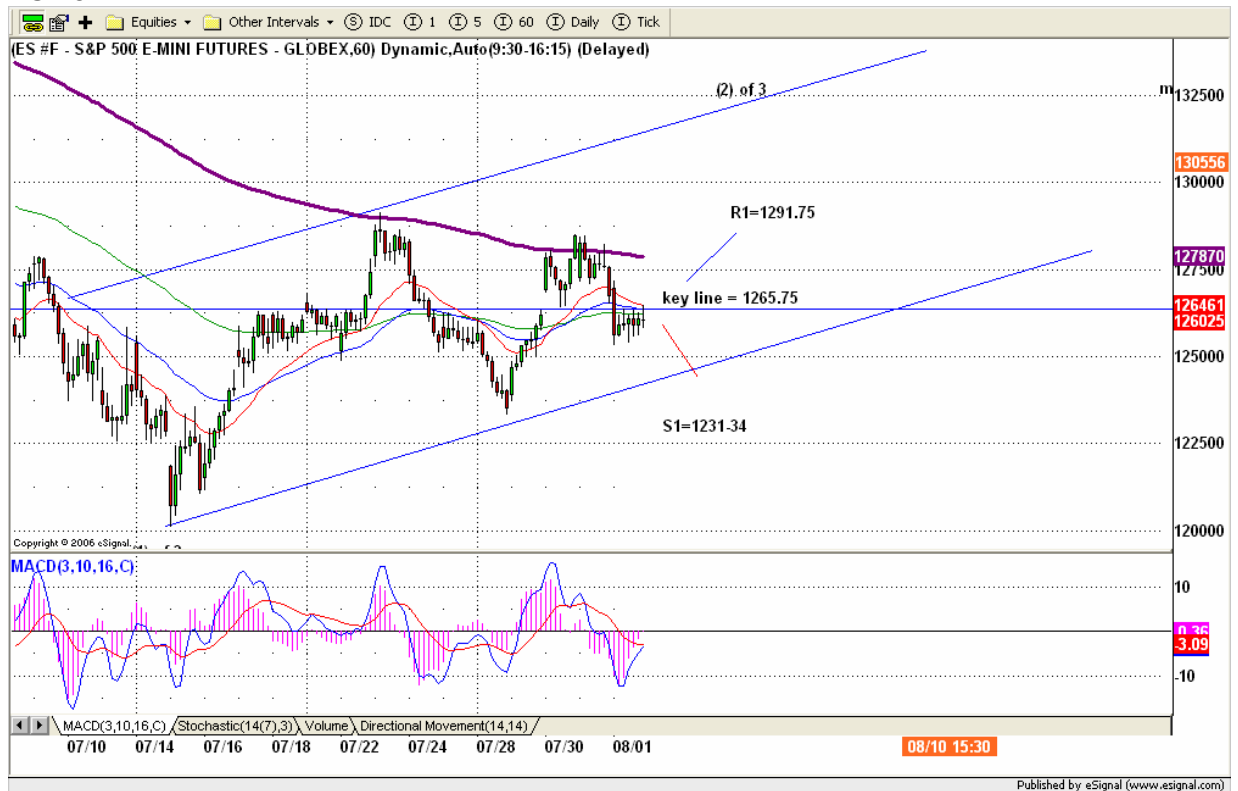 Equities Other Intervals S IDC I 1 I 5 I 60 I Daily I Tick
(ES #F - S&P 500 E-MINI FUTURES - GLOBEX,60) Dynamic,Auto(9:30-16:15) (Delayed)
(2) of 3
m
132500
130556
130000
R1=1291.75
127870
127500
key line = 1265.75
126461
126025
125000
S1=1231-34
122500
120000
Copyright © 2006 eSignal.
MACD(3,10,16,C)
10
0.36
-3.09
-10
MACD(3,10,16,C) Stochastic(14(7),3) Volume Directional Movement(14,14)
07/10 07/14 07/16 07/18 07/22 07/24 07/28 07/30 08/01 08/10 15:30
Published by eSignal (www.esignal.com)